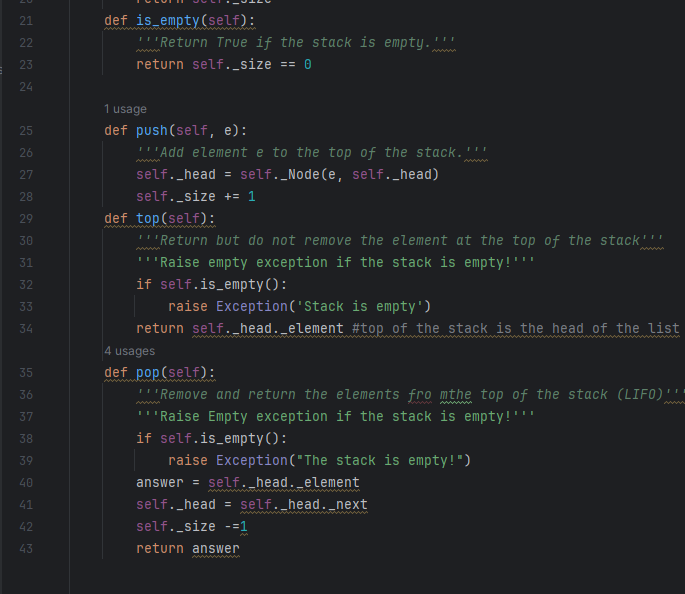 20 return self._size
21 def is_empty(self):
22 '''Return True if the stack is empty.'''
23 return self._size == 0
24
1 usage
25 def push(self, e):
26 '''Add element e to the top of the stack.'''
27 self._head = self._Node(e, self._head)
28 self._size += 1
29 def top(self):
30 '''Return but do not remove the element at the top of the stack'''
31 '''Raise empty exception if the stack is empty!'''
32 if self.is_empty():
33 raise Exception('Stack is empty')
34 return self._head._element #top of the stack is the head of the list
4 usages
35 def pop(self):
36 '''Remove and return the elements fro mthe top of the stack (LIFO)'''
37 '''Raise Empty exception if the stack is empty!'''
38 if self.is_empty():
39 raise Exception("The stack is empty!")
40 answer = self._head._element
41 self._head = self._head._next
42 self._size -=1
43 return answer